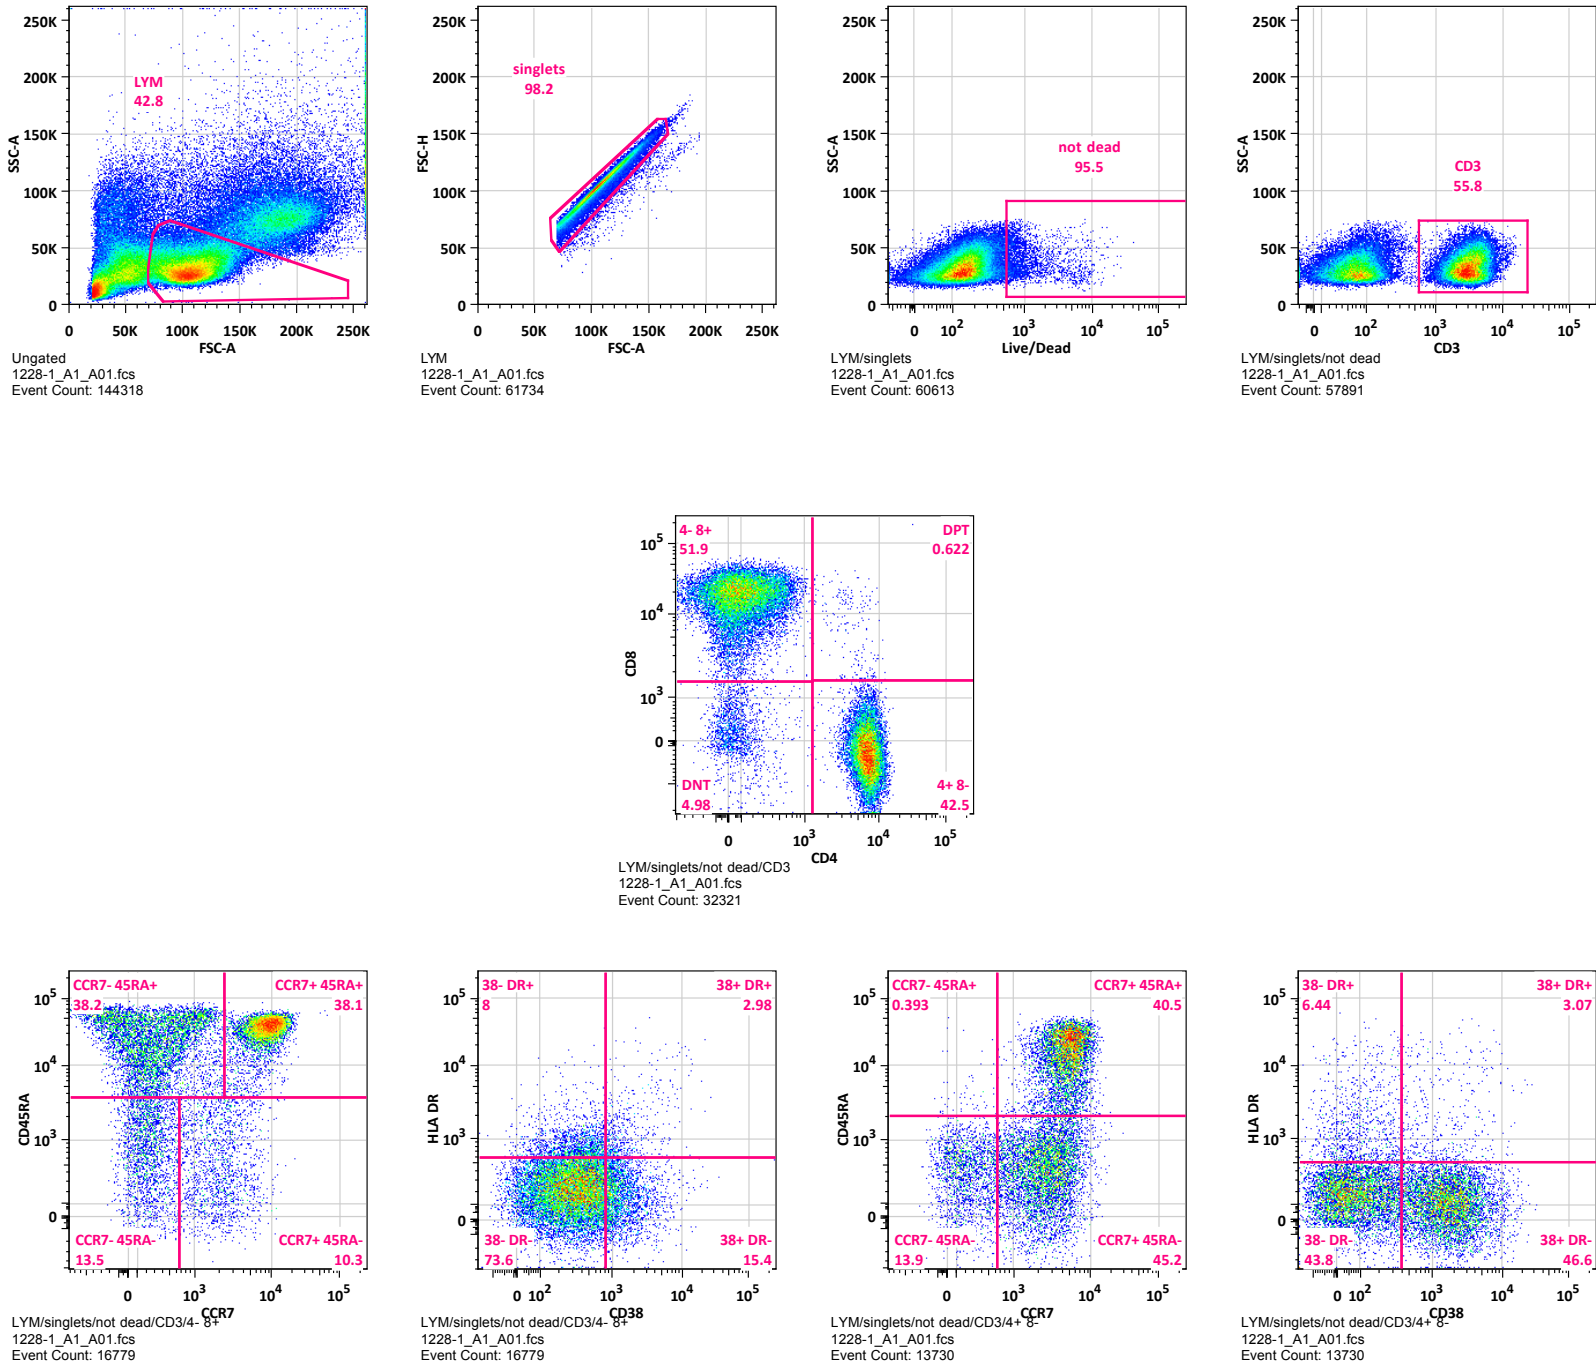 250K
200K
150K
100K
50K
0
SSC-A
LYM
42.8
0 50K 100K 150K 200K 250K
FSC-A
Ungated
1228-1_A1_A01.fcs
Event Count: 144318
250K
200K
150K
100K
50K
0
FSC-H
singlets
98.2
0 50K 100K 150K 200K 250K
FSC-A
LYM
1228-1_A1_A01.fcs
Event Count: 61734
250K
200K
150K
100K
50K
0
SSC-A
not dead
95.5
0 10^2 10^3 10^4 10^5
Live/Dead
LYM/singlets
1228-1_A1_A01.fcs
Event Count: 60613
250K
200K
150K
100K
50K
0
SSC-A
CD3
55.8
0 10^2 10^3 10^4 10^5
CD3
LYM/singlets/not dead
1228-1_A1_A01.fcs
Event Count: 57891
10^5
10^4
10^3
0
CD8
4- 8+
51.9
DPT
0.622
DNT
4.98
4+ 8-
42.5
0 10^3 10^4 10^5
CD4
LYM/singlets/not dead/CD3
1228-1_A1_A01.fcs
Event Count: 32321
10^5
10^4
10^3
0
CD45RA
CCR7- 45RA+
38.2
CCR7+ 45RA+
38.1
CCR7- 45RA-
13.5
CCR7+ 45RA-
10.3
0 10^3 10^4 10^5
CCR7
LYM/singlets/not dead/CD3/4- 8+
1228-1_A1_A01.fcs
Event Count: 16779
10^5
10^4
10^3
0
HLA DR
38- DR+
8
38+ DR+
2.98
38- DR-
73.6
38+ DR-
15.4
0 10^2 10^3 10^4 10^5
CD38
LYM/singlets/not dead/CD3/4- 8+
1228-1_A1_A01.fcs
Event Count: 16779
10^5
10^4
10^3
0
CD45RA
CCR7- 45RA+
0.393
CCR7+ 45RA+
40.5
CCR7- 45RA-
13.9
CCR7+ 45RA-
45.2
0 10^3 10^4 10^5
CCR7
LYM/singlets/not dead/CD3/4+ 8-
1228-1_A1_A01.fcs
Event Count: 13730
10^5
10^4
10^3
0
HLA DR
38- DR+
6.44
38+ DR+
3.07
38- DR-
43.8
38+ DR-
46.6
0 10^2 10^3 10^4 10^5
CD38
LYM/singlets/not dead/CD3/4+ 8-
1228-1_A1_A01.fcs
Event Count: 13730